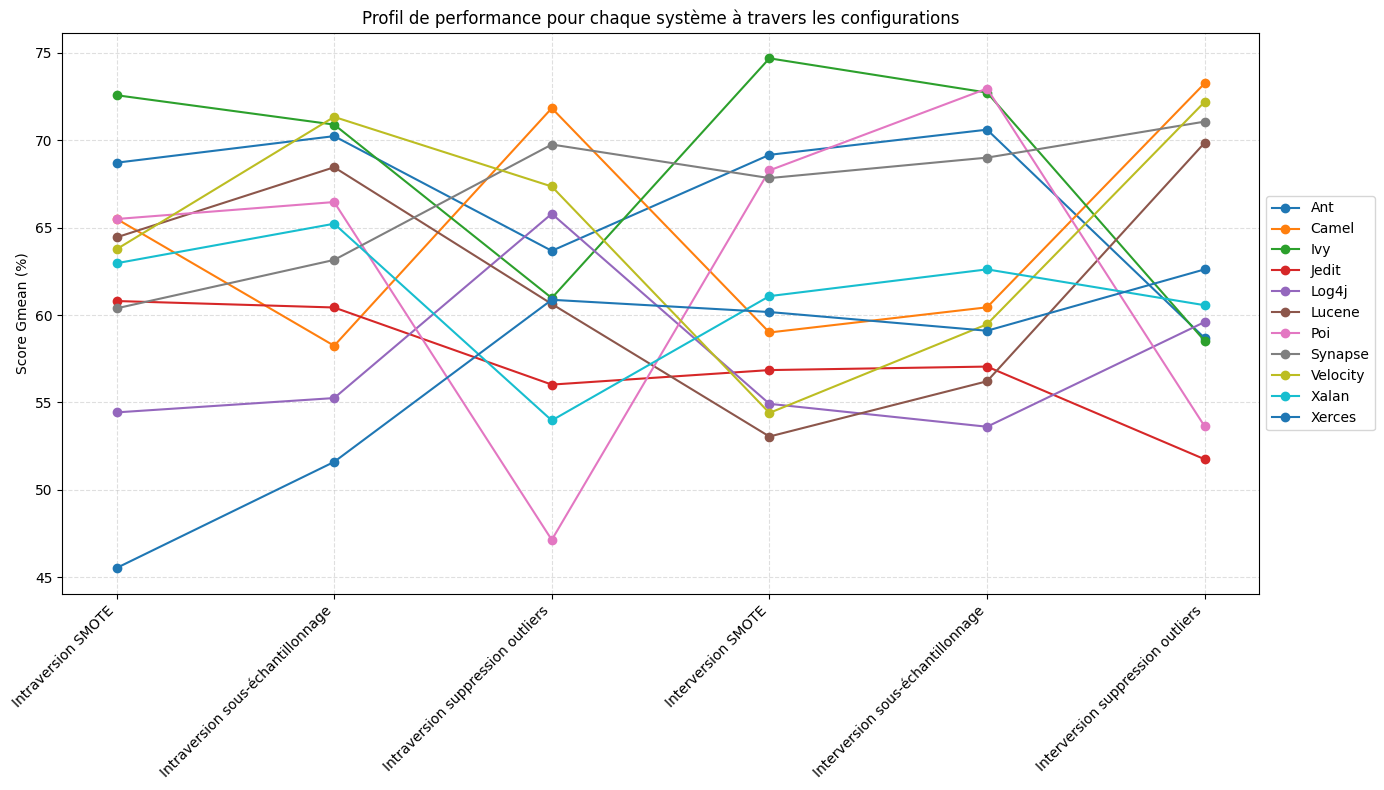 Profil de performance pour chaque système à travers les configurations
Score Gmean (%)
75
70
65
60
55
50
45
Intraversion SMOTE
Intraversion sous-échantillonnage
Intraversion suppression outliers
Interversion SMOTE
Interversion sous-échantillonnage
Interversion suppression outliers
Ant
Camel
Ivy
Jedit
Log4j
Lucene
Poi
Synapse
Velocity
Xalan
Xerces